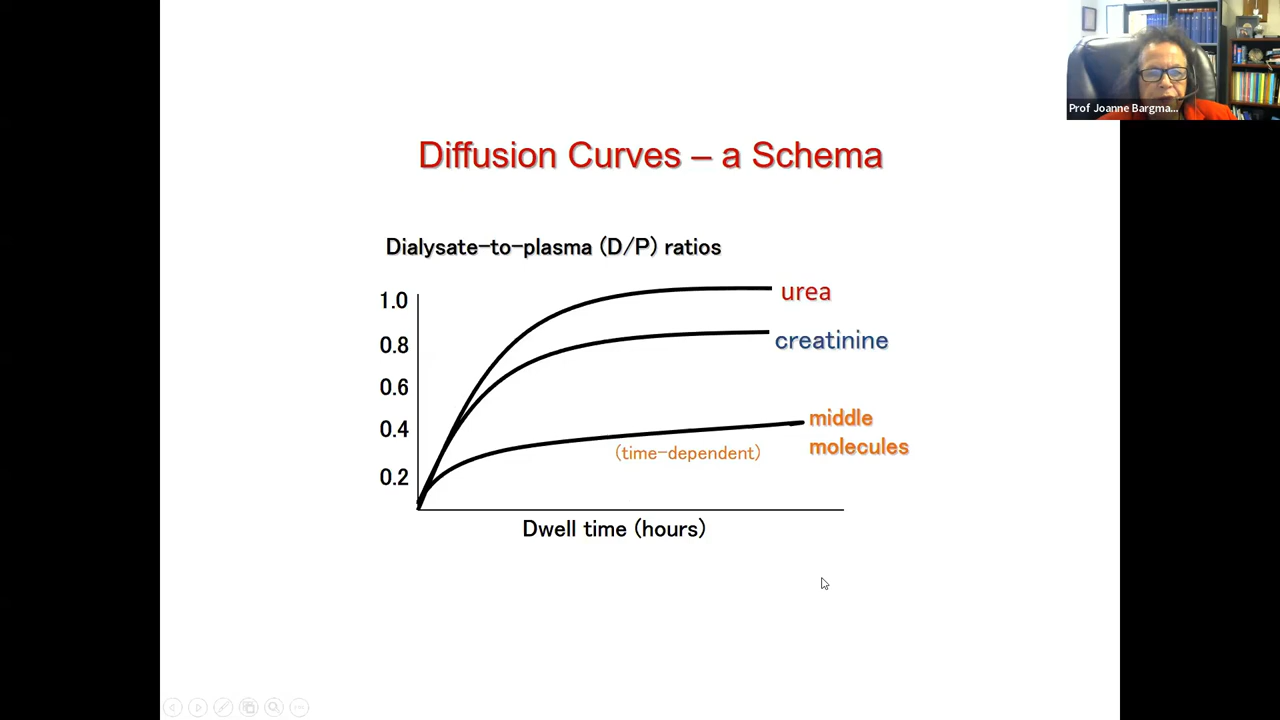 Prof Joanne Bargma...
Diffusion Curves – a Schema
Dialysate-to-plasma (D/P) ratios
1.0
urea
0.8
creatinine
0.6
0.4
middle
molecules
(time-dependent)
0.2
Dwell time (hours)